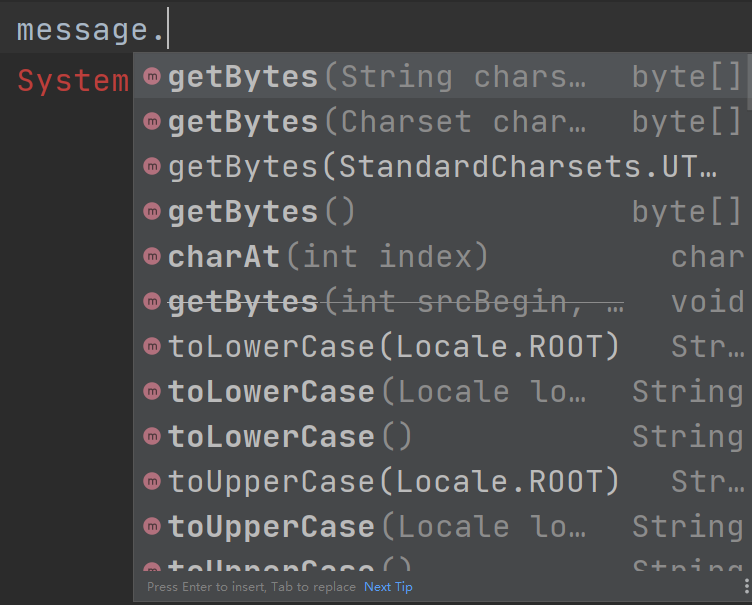 message.
System
getBytes(String chars… byte[]
getBytes(Charset char… byte[]
getBytes(StandardCharsets.UT…
getBytes() byte[]
charAt(int index) char
getBytes(int srcBegin, … void
toLowerCase(Locale.ROOT) Str…
toLowerCase(Locale lo… String
toLowerCase() String
toUpperCase(Locale.ROOT) Str…
toUpperCase(Locale lo… String
toUpperCase() String
Press Enter to insert, Tab to replace Next Tip